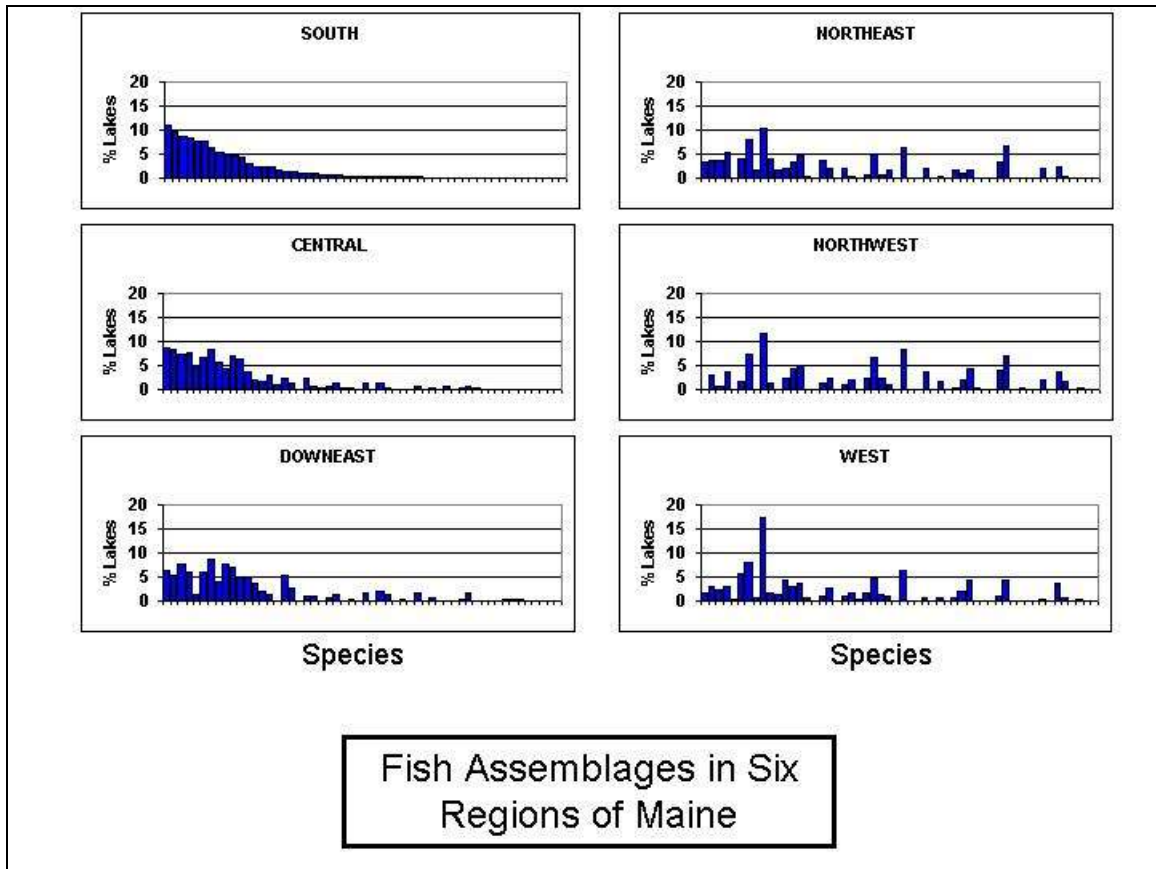 SOUTH
% Lakes
20
15
10
5
0
NORTHEAST
% Lakes
20
15
10
5
0
CENTRAL
% Lakes
20
15
10
5
0
NORTHWEST
% Lakes
20
15
10
5
0
DOWNEAST
% Lakes
20
15
10
5
0
WEST
% Lakes
20
15
10
5
0
Species
Species
Fish Assemblages in Six
Regions of Maine